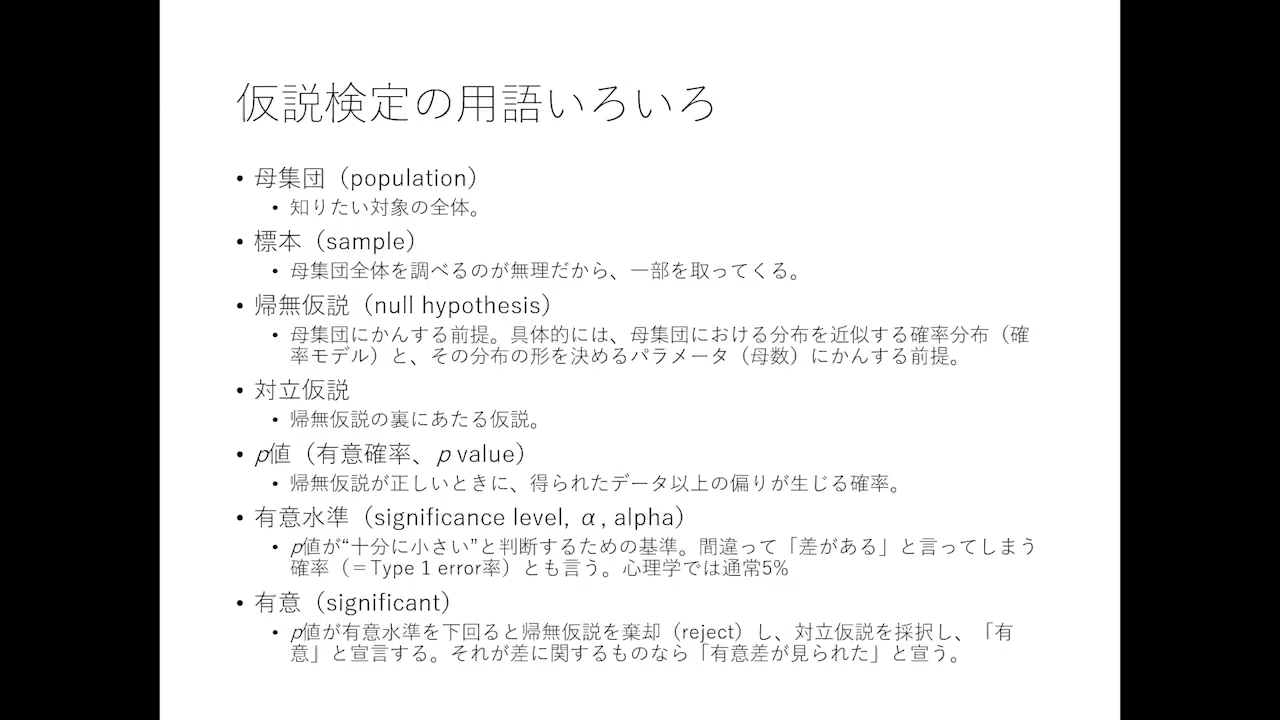 仮説検定の用語いろいろ
• 母集団（population）
• 知りたい対象の全体。
• 標本（sample）
• 母集団全体を調べるのが無理だから、一部を取ってくる。
• 帰無仮説（null hypothesis）
• 母集団にかんする前提。具体的には、母集団における分布を近似する確率分布（確
率モデル）と、その分布の形を決めるパラメータ（母数）にかんする前提。
• 対立仮説
• 帰無仮説の裏にあたる仮説。
• p値（有意確率、p value）
• 帰無仮説が正しいときに、得られたデータ以上の偏りが生じる確率。
• 有意水準（significance level, α, alpha）
• p値が“十分に小さい”と判断するための基準。間違って「差がある」と言ってしまう
確率（＝Type 1 error率）とも言う。心理学では通常5%
• 有意（significant）
• p値が有意水準を下回ると帰無仮説を棄却（reject）し、対立仮説を採択し、「有
意」と宣言する。それが差に関するものなら「有意差が見られた」と宣う。